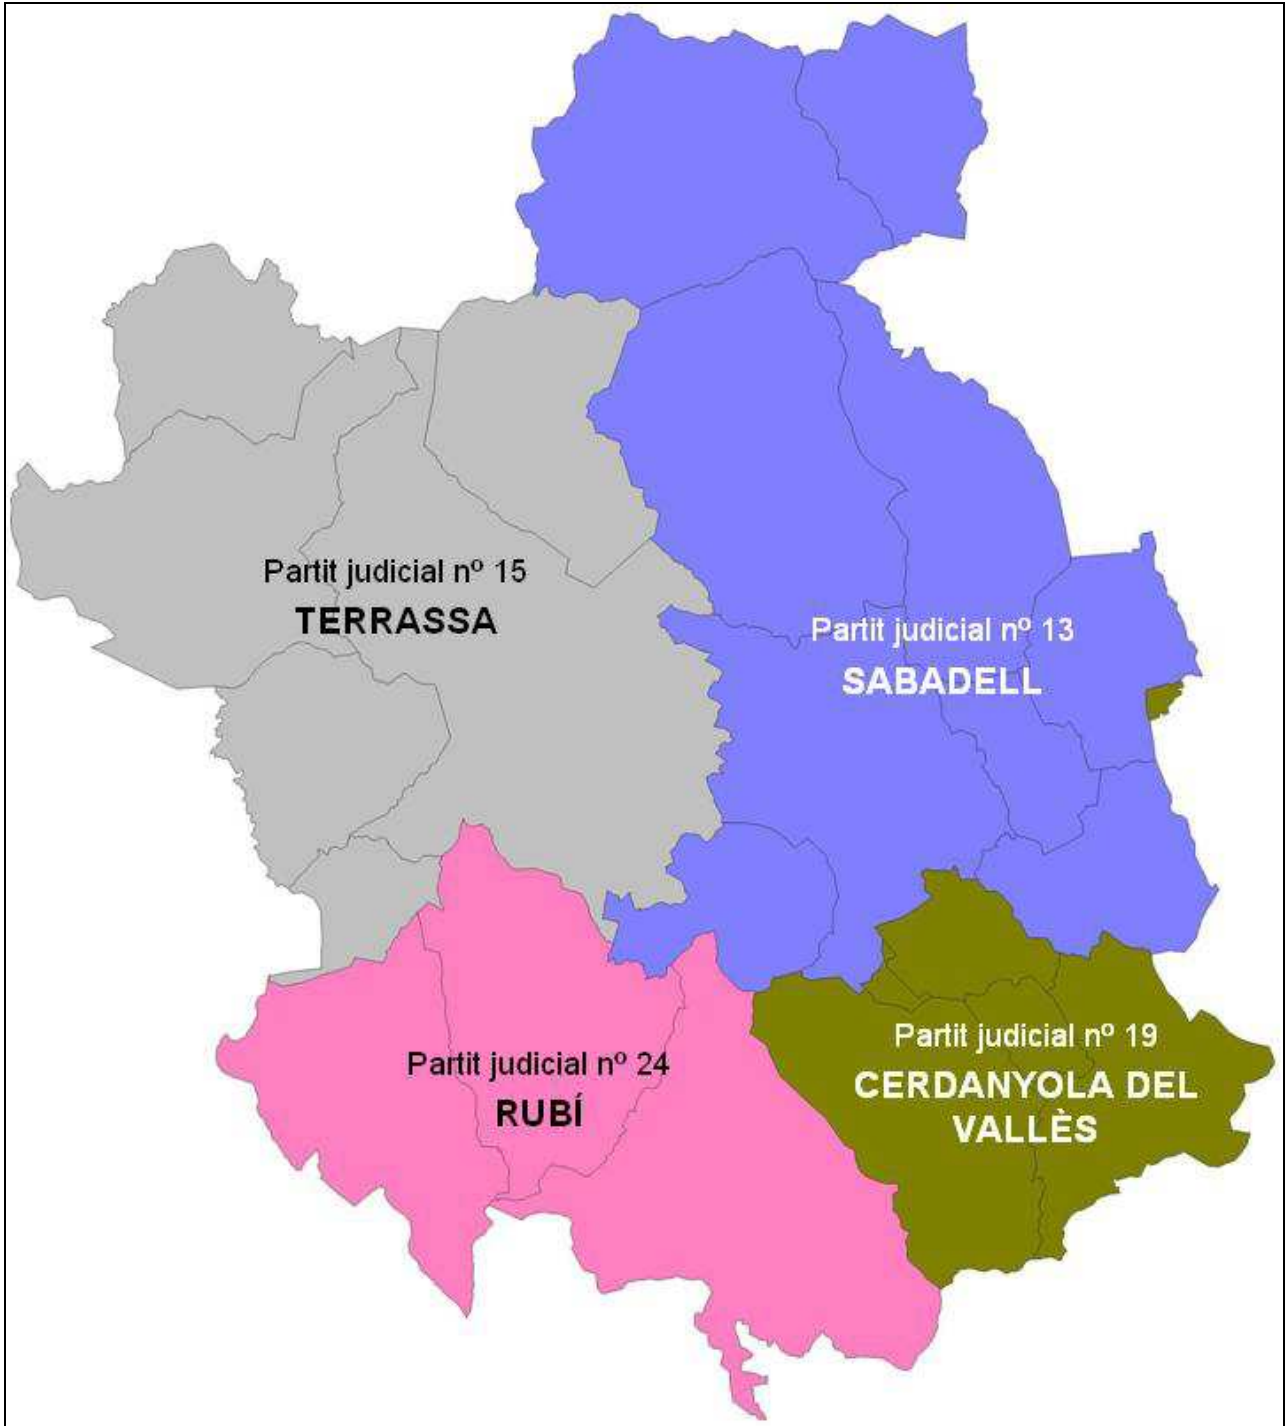 Partit judicial nº 15
TERRASSA
Partit judicial nº 13
SABADELL
Partit judicial nº 24
RUBÍ
Partit judicial nº 19
CERDANYOLA DEL
VALLÈS